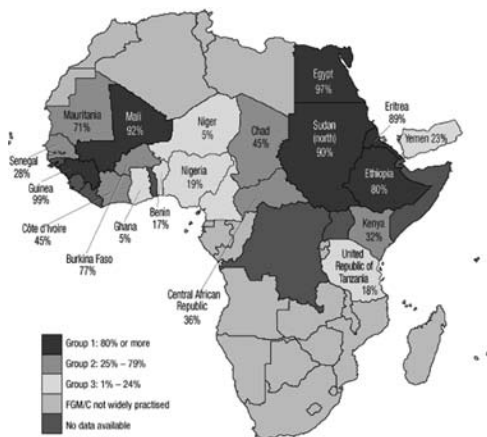 Egypt
97%
Mauritania
71%
Mali
92%
Niger
5%
Chad
45%
Sudan
(north)
90%
Eritrea
89%
Yemen 23%
Senegal
28%
Guinea
99%
Nigeria
19%
Ethiopia
80%
Côte d'Ivoire
45%
Ghana
5%
Benin
17%
Kenya
32%
Burkina Faso
77%
United
Republic of
Tanzania
18%
Central African
Republic
36%
Group 1: 80% or more
Group 2: 25% – 79%
Group 3: 1% – 24%
FGM/C not widely practised
No data available